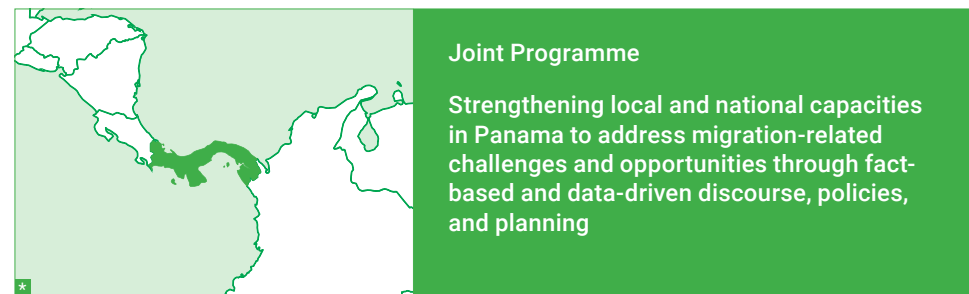 Joint Programme
Strengthening local and national capacities
in Panama to address migration-related
challenges and opportunities through fact-
based and data-driven discourse, policies,
and planning
*